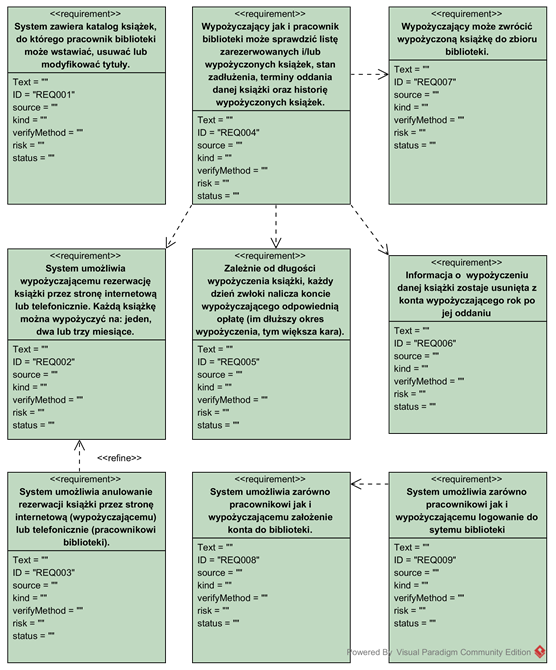 <<requirement>>
System zawiera katalog książek,
do którego pracownik biblioteki
może wstawiać, usuwać lub
modyfikować tytuły.
Text = ""
ID = "REQ001"
source = ""
kind = ""
verifyMethod = ""
risk = ""
status = ""
<<requirement>>
Wypożyczający jak i pracownik
biblioteki może sprawdzić listę
zarezerwowanych i/lub
wypożyczonych książek, stan
zadłużenia, terminy oddania
danej książki oraz historię
wypożyczonych książek.
Text = ""
ID = "REQ004"
source = ""
kind = ""
verifyMethod = ""
risk = ""
status = ""
<<requirement>>
Wypożyczający może zwrócić
wypożyczoną książkę do zbioru
biblioteki.
Text = ""
ID = "REQ007"
source = ""
kind = ""
verifyMethod = ""
risk = ""
status = ""
<<requirement>>
System umożliwia
wypożyczającemu rezerwację
książki przez stronę internetową
lub telefonicznie. Każdą książkę
można wypożyczyć na: jeden,
dwa lub trzy miesiące.
Text = ""
ID = "REQ002"
source = ""
kind = ""
verifyMethod = ""
risk = ""
status = ""
<<requirement>>
Zależnie od długości
wypożyczenia książki, każdy
dzień zwłoki nalicza koncie
wypożyczającego odpowiednią
opłatę (im dłuższy okres
wypożyczenia, tym większa kara).
Text = ""
ID = "REQ005"
source = ""
kind = ""
verifyMethod = ""
risk = ""
status = ""
<<requirement>>
Informacja o wypożyczeniu
danej książki zostaje usunięta z
konta wypożyczającego rok po
jej oddaniu
Text = ""
ID = "REQ006"
source = ""
kind = ""
verifyMethod = ""
risk = ""
status = ""
<<refine>>
<<requirement>>
System umożliwia anulowanie
rezerwacji książki przez stronę
internetową (wypożyczającemu)
lub telefonicznie (pracownikowi
biblioteki).
Text = ""
ID = "REQ003"
source = ""
kind = ""
verifyMethod = ""
risk = ""
status = ""
<<requirement>>
System umożliwia zarówno
pracownikowi jak i
wypożyczającemu założenie
konta do biblioteki.
Text = ""
ID = "REQ008"
source = ""
kind = ""
verifyMethod = ""
risk = ""
status = ""
<<requirement>>
System umożliwia zarówno
pracownikowi jak i
wypożyczającemu logowanie do
sytemu biblioteki
Text = ""
ID = "REQ009"
source = ""
kind = ""
verifyMethod = ""
risk = ""
status = ""
Powered By Visual Paradigm Community Edition